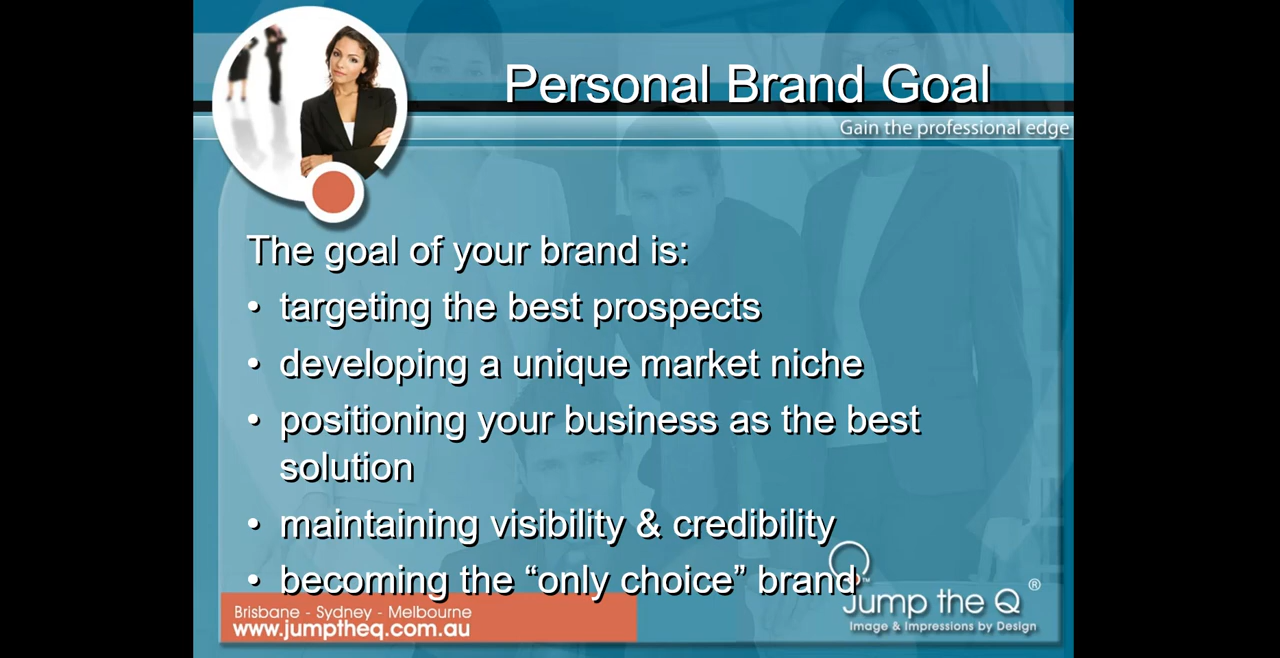 Personal Brand Goal
Gain the professional edge
The goal of your brand is:
• targeting the best prospects
• developing a unique market niche
• positioning your business as the best
solution
• maintaining visibility & credibility
• becoming the “only choice” brand
Brisbane - Sydney - Melbourne
www.jumptheq.com.au
™
Jump the Q®
Image & Impressions by Design